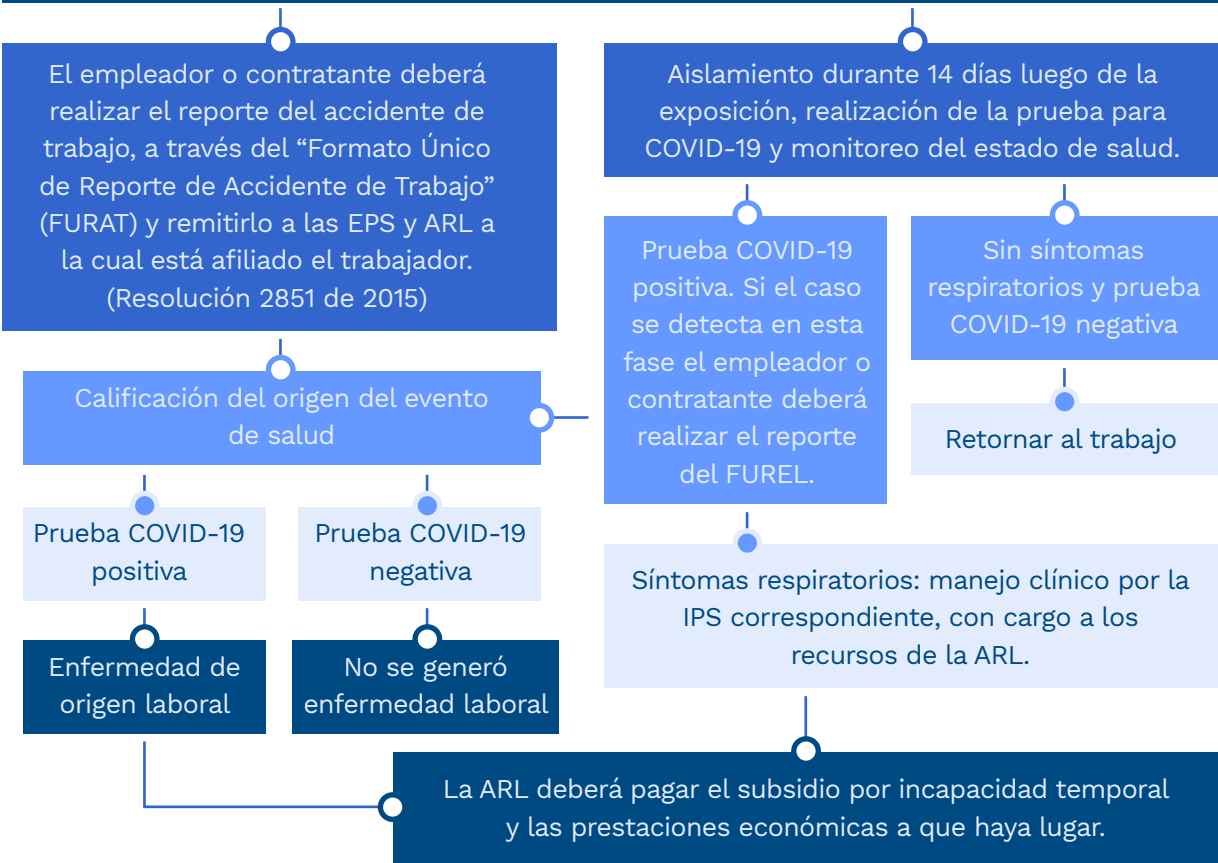 El empleador o contratante deberá
realizar el reporte del accidente de
trabajo, a través del “Formato Único
de Reporte de Accidente de Trabajo”
(FURAT) y remitirlo a las EPS y ARL a
la cual está afiliado el trabajador.
(Resolución 2851 de 2015)
Calificación del origen del evento
de salud
Prueba COVID-19
positiva
Prueba COVID-19
negativa
Enfermedad de
origen laboral
No se generó
enfermedad laboral
Aislamiento durante 14 días luego de la
exposición, realización de la prueba para
COVID-19 y monitoreo del estado de salud.
Prueba COVID-19
positiva. Si el caso
se detecta en esta
fase el empleador o
contratante deberá
realizar el reporte
del FUREL.
Sin síntomas
respiratorios y prueba
COVID-19 negativa
Retornar al trabajo
Síntomas respiratorios: manejo clínico por la
IPS correspondiente, con cargo a los
recursos de la ARL.
La ARL deberá pagar el subsidio por incapacidad temporal
y las prestaciones económicas a que haya lugar.